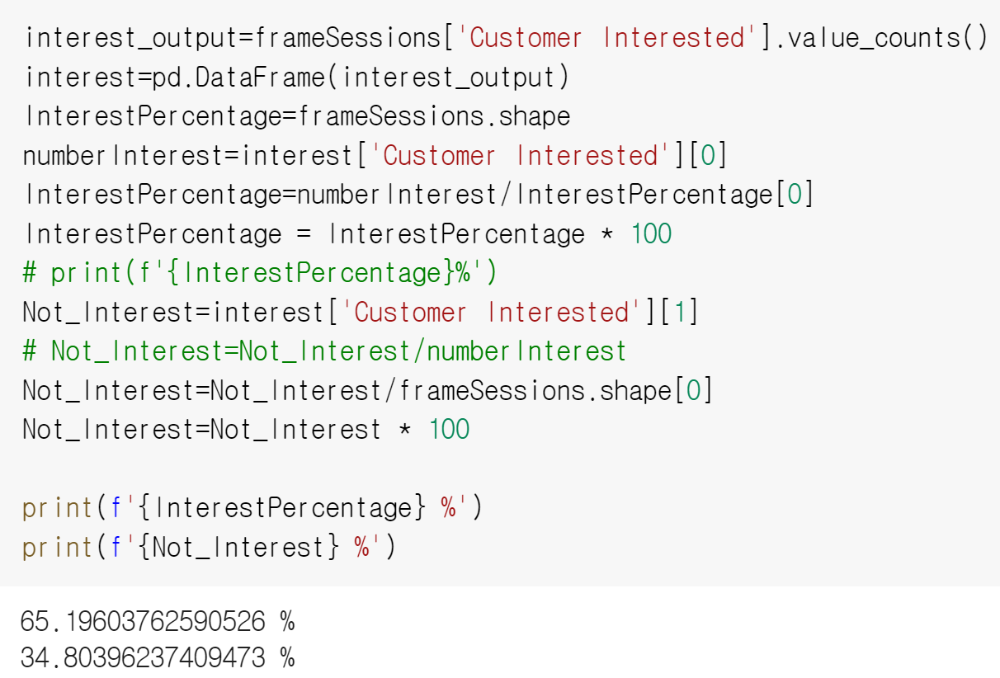 interest_output=frameSessions['Customer Interested'].value_counts()
interest=pd.DataFrame(interest_output)
InterestPercentage=frameSessions.shape
numberInterest=interest['Customer Interested'][0]
InterestPercentage=numberInterest/InterestPercentage[0]
InterestPercentage = InterestPercentage * 100
# print(f'{InterestPercentage}%')
Not_Interest=interest['Customer Interested'][1]
# Not_Interest=Not_Interest/numberInterest
Not_Interest=Not_Interest/frameSessions.shape[0]
Not_Interest=Not_Interest * 100
print(f'{InterestPercentage} %')
print(f'{Not_Interest} %')
65.19603762590526 %
34.80396237409473 %